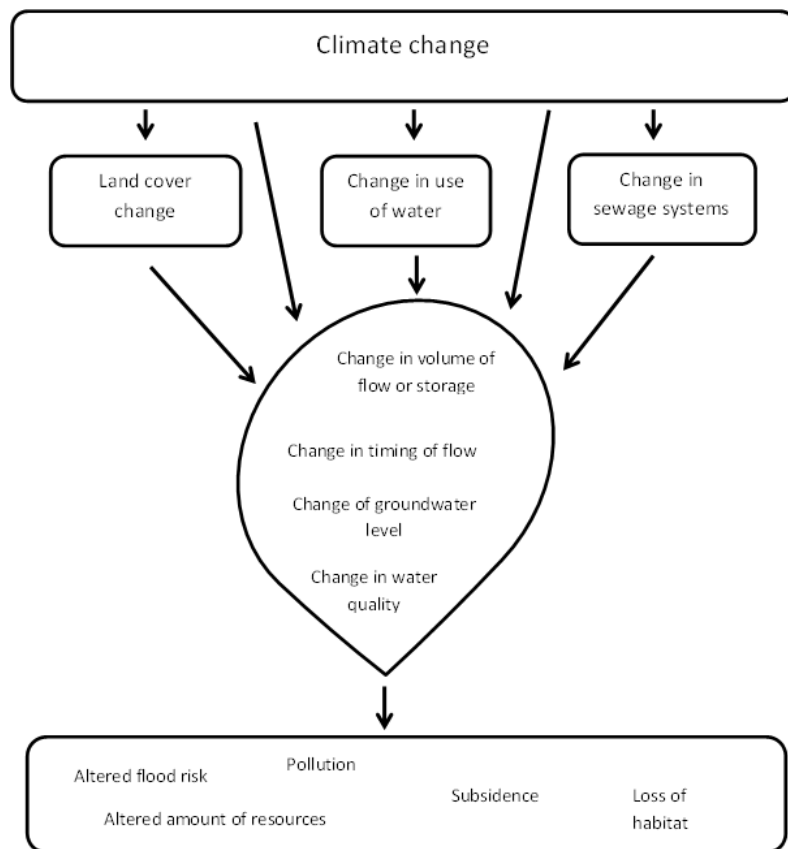 Climate change
Land cover
change
Change in use
of water
Change in
sewage systems
Change in volume of
flow or storage
Change in timing of flow
Change of groundwater
level
Change in water
quality
Altered flood risk
Pollution
Altered amount of resources
Subsidence
Loss of
habitat